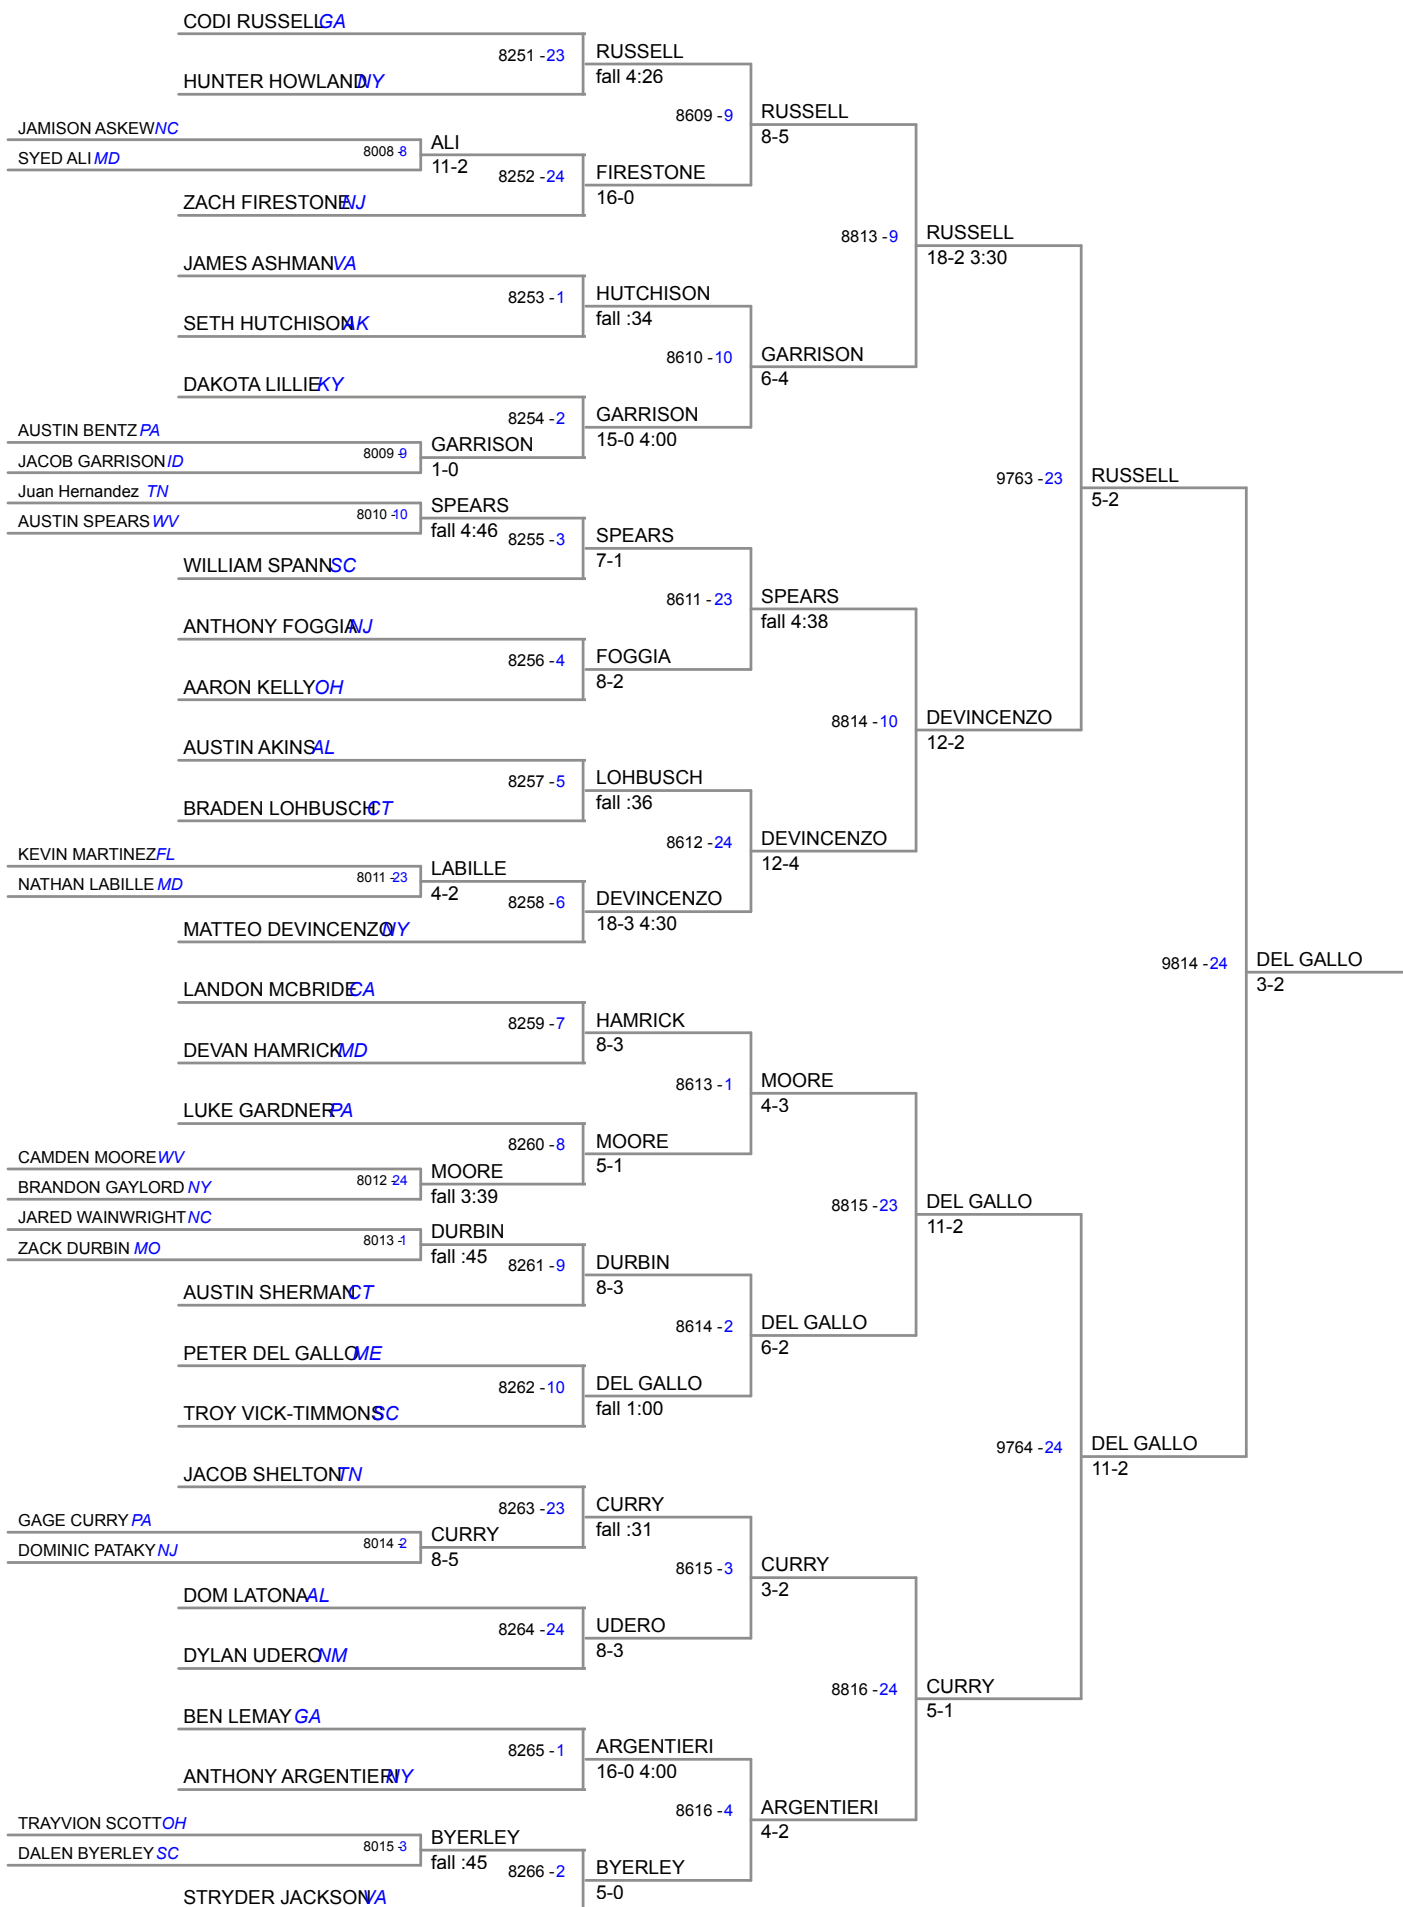 CODI RUSSELL GA
8251 -23 RUSSELL
fall 4:26
HUNTER HOWLAND NY
8609 -9 RUSSELL
8-5
JAMISON ASKEW NC
8008 -8 ALI
11-2
SYED ALI MD
8252 -24 FIRESTONE
16-0
ZACH FIRESTONE NJ
8813 -9 RUSSELL
18-2 3:30
JAMES ASHMAN VA
8253 -1 HUTCHISON
fall :34
SETH HUTCHISON AK
8610 -10 GARRISON
6-4
DAKOTA LILLIE KY
8254 -2 GARRISON
15-0 4:00
AUSTIN BENTZ PA
8009 -9 GARRISON
1-0
JACOB GARRISON ID
9763 -23 RUSSELL
5-2
Juan Hernandez TN
8010 -10 SPEARS
fall 4:46
AUSTIN SPEARS WV
8255 -3 SPEARS
7-1
WILLIAM SPANN SC
8611 -23 SPEARS
fall 4:38
ANTHONY FOGGIA NJ
8256 -4 FOGGIA
8-2
AARON KELLY OH
8814 -10 DEVINCENZO
12-2
AUSTIN AKINS AL
8257 -5 LOHBUSCH
fall :36
BRADEN LOHBUSCH CT
8612 -24 DEVINCENZO
12-4
KEVIN MARTINEZ FL
8011 -23 LABILLE
4-2
NATHAN LABILLE MD
8258 -6 DEVINCENZO
18-3 4:30
MATTEO DEVINCENZO NY
9814 -24 DEL GALLO
3-2
LANDON MCBRIDE CA
8259 -7 HAMRICK
8-3
DEVAN HAMRICK MD
8613 -1 MOORE
4-3
LUKE GARDNER PA
8260 -8 MOORE
5-1
CAMDEN MOORE WV
8012 -24 MOORE
fall 3:39
BRANDON GAYLORD NY
8815 -23 DEL GALLO
11-2
JARED WAINWRIGHT NC
8013 -1 DURBIN
fall :45
ZACK DURBIN MO
8261 -9 DURBIN
8-3
AUSTIN SHERMAN CT
8614 -2 DEL GALLO
6-2
PETER DEL GALLO ME
8262 -10 DEL GALLO
fall 1:00
TROY VICK-TIMMONS SC
9764 -24 DEL GALLO
11-2
JACOB SHELTON TN
8263 -23 CURRY
fall :31
GAGE CURRY PA
8014 -2 CURRY
8-5
DOMINIC PATAKY NJ
8615 -3 CURRY
3-2
DOM LATONA AL
8264 -24 UDERO
8-3
DYLAN UDERO NM
8816 -24 CURRY
5-1
BEN LEMAY GA
8265 -1 ARGENTIERI
16-0 4:00
ANTHONY ARGENTIERI NY
8616 -4 ARGENTIERI
4-2
TRAYVION SCOTT OH
8015 -3 BYERLEY
fall :45
DALEN BYERLEY SC
8266 -2 BYERLEY
5-0
STRYDER JACKSON VA